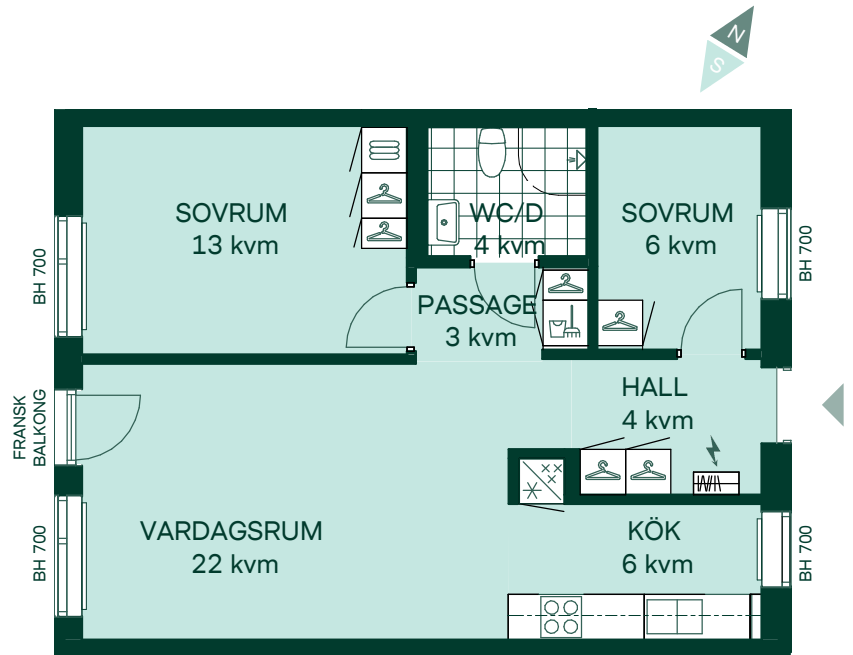 N
S
SOVRUM
13 kvm
WC/D
4 kvm
SOVRUM
6 kvm
BH 700
BH 700
PASSAGE
3 kvm
HALL
4 kvm
FRANSK
BALKONG
VARDAGSRUM
22 kvm
KÖK
6 kvm
BH 700
BH 700